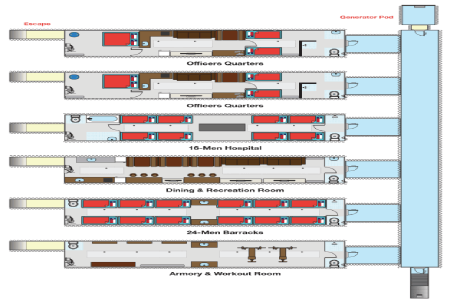 Escape
Generator Pod
Officers Quarters
Officers Quarters
16-Men Hospital
Dining & Recreation Room
24-Men Barracks
Armory & Workout Room